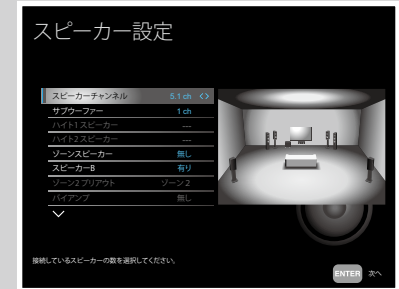 スピーカー設定
スピーカーチャンネル 5.1 ch <>
サブウーファー 1 ch
ハイト1 スピーカー ---
ハイト2 スピーカー ---
ゾーンスピーカー 無し
スピーカーB 有り
ゾーン2 プリアウト ゾーン 2
バイアンプ 無し
接続しているスピーカーの数を選択してください。
ENTER 次へ